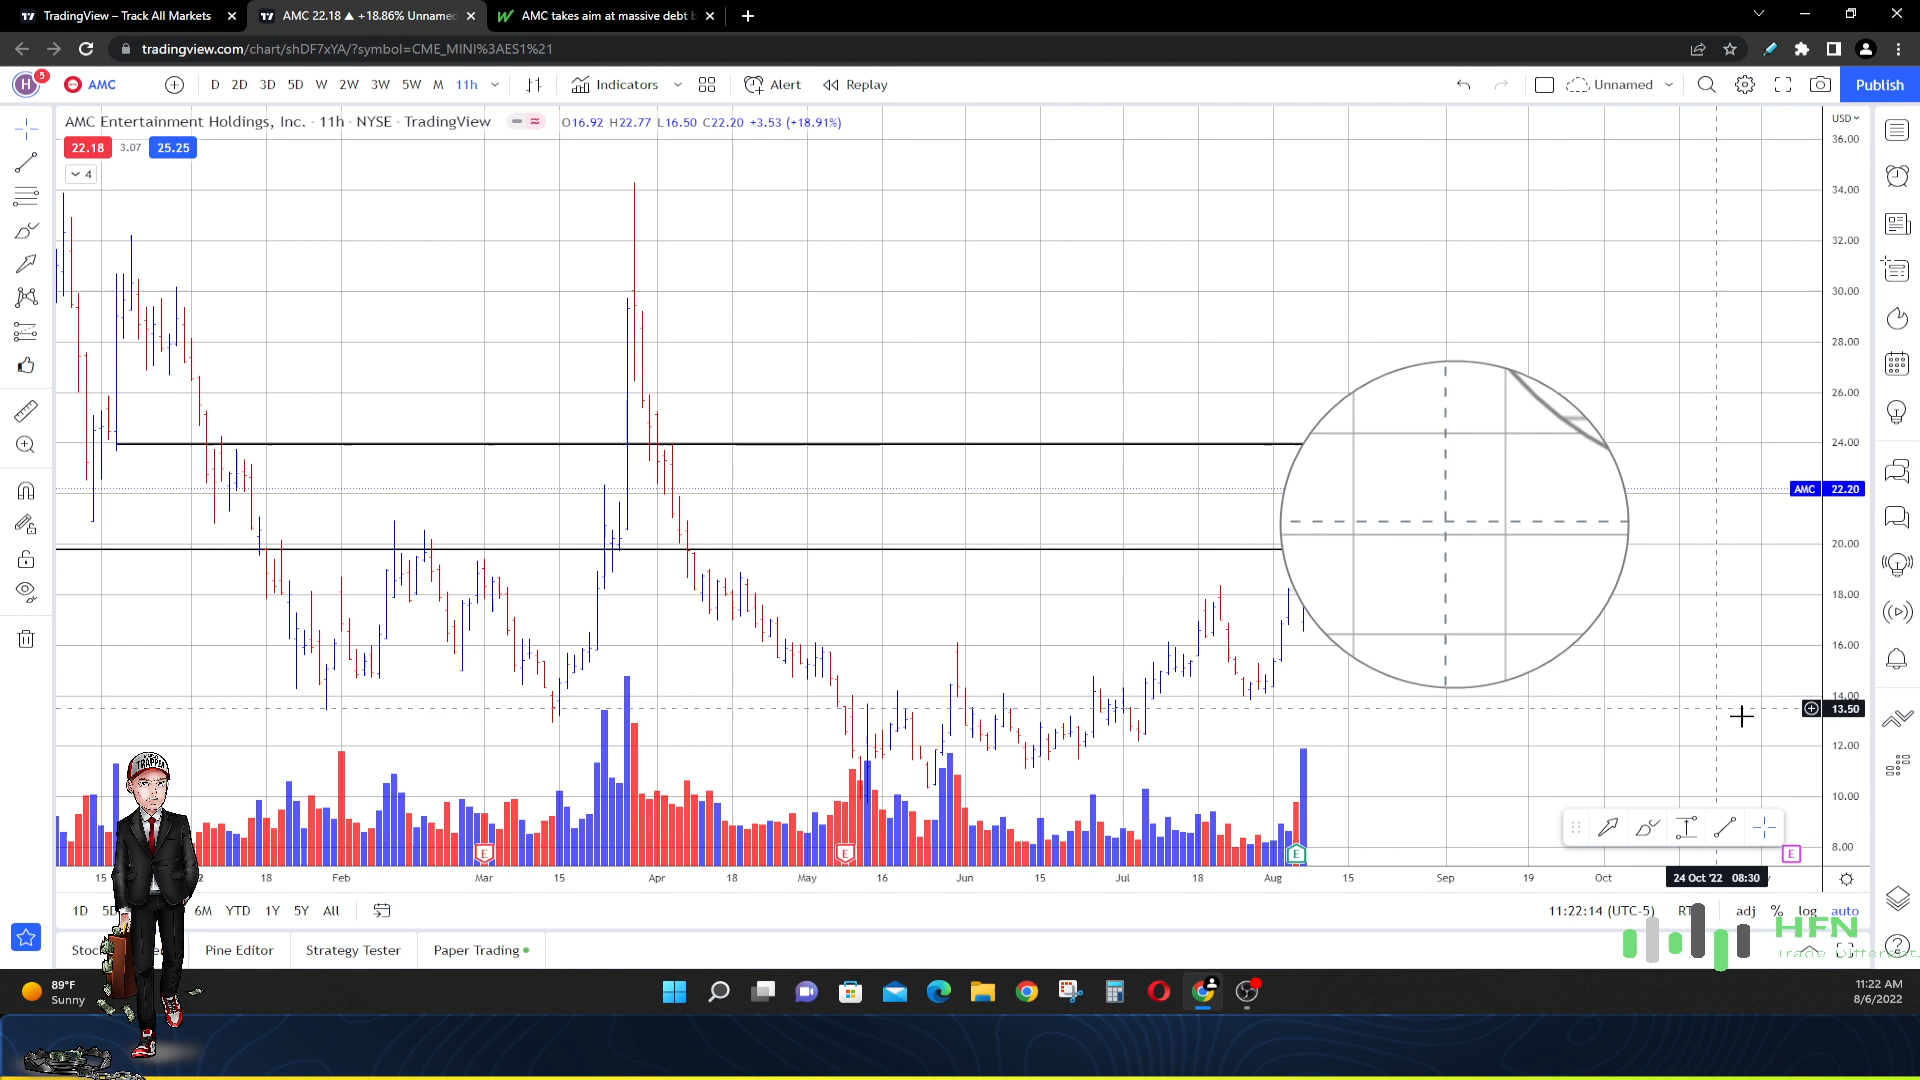 TradingView – Track All Markets
AMC 22.18 ▲ +18.86% Unnamed
AMC takes aim at massive debt b
tradingview.com/chart/shDF7xYA/?symbol=CME_MINI%3AES1%21
H 5 AMC D 2D 3D 5D W 2W 3W 5W M 11h Indicators Alert Replay Unnamed Publish
AMC Entertainment Holdings, Inc. · 11h · NYSE · TradingView O16.92 H22.77 L16.50 C22.20 +3.53 (+18.91%)
USD
22.18 3.07 25.25
4
36.00
34.00
32.00
30.00
28.00
26.00
24.00
AMC 22.20
20.00
18.00
16.00
14.00
13.50
12.00
10.00
8.00
TRAPPER
E E E E
15 18 Feb 15 Mar 15 Apr 18 May 16 Jun 15 Jul 18 Aug 15 Sep 19 Oct 24 Oct '22 08:30
1D 6M YTD 1Y 5Y All 11:22:14 (UTC-5) adj % log auto
HFN
Trade Different.
Pine Editor Strategy Tester Paper Trading
89°F
Sunny
11:22 AM
8/6/2022